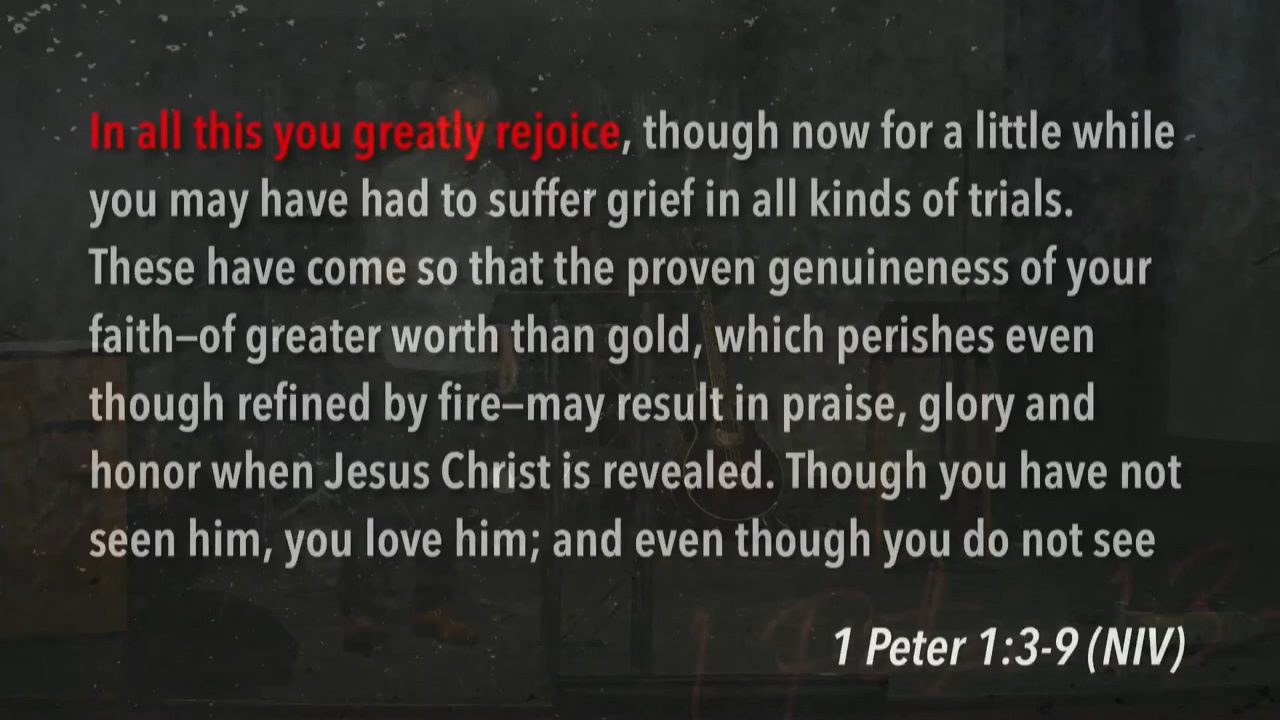 In all this you greatly rejoice, though now for a little while
you may have had to suffer grief in all kinds of trials.
These have come so that the proven genuineness of your
faith—of greater worth than gold, which perishes even
though refined by fire—may result in praise, glory and
honor when Jesus Christ is revealed. Though you have not
seen him, you love him; and even though you do not see
1 Peter 1:3-9 (NIV)